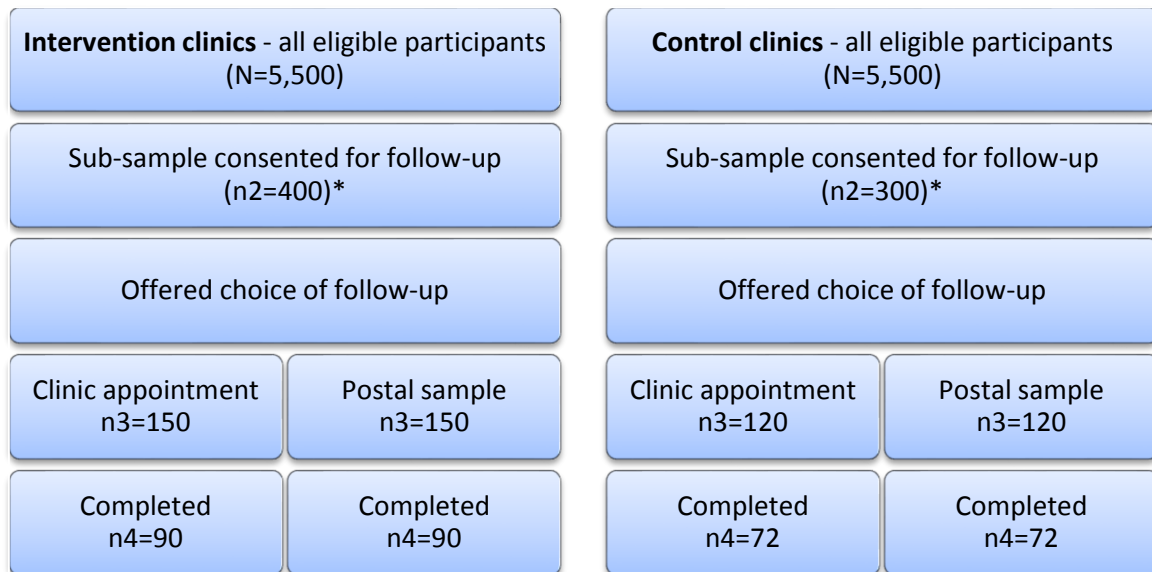 Intervention clinics - all eligible participants
(N=5,500)
Sub-sample consented for follow-up
(n2=400)*
Offered choice of follow-up
Clinic appointment
n3=150
Postal sample
n3=150
Completed
n4=90
Completed
n4=90
Control clinics - all eligible participants
(N=5,500)
Sub-sample consented for follow-up
(n2=300)*
Offered choice of follow-up
Clinic appointment
n3=120
Postal sample
n3=120
Completed
n4=72
Completed
n4=72